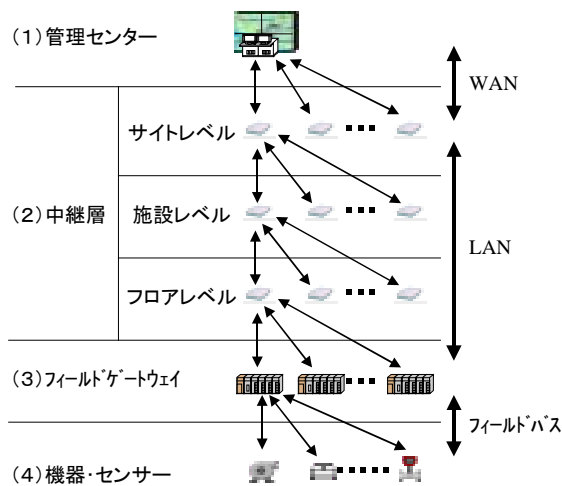 (1)管理センター
WAN
サイトレベル
(2)中継層
施設レベル
LAN
フロアレベル
(3)フィールドゲートウェイ
フィールドバス
(4)機器・センサー